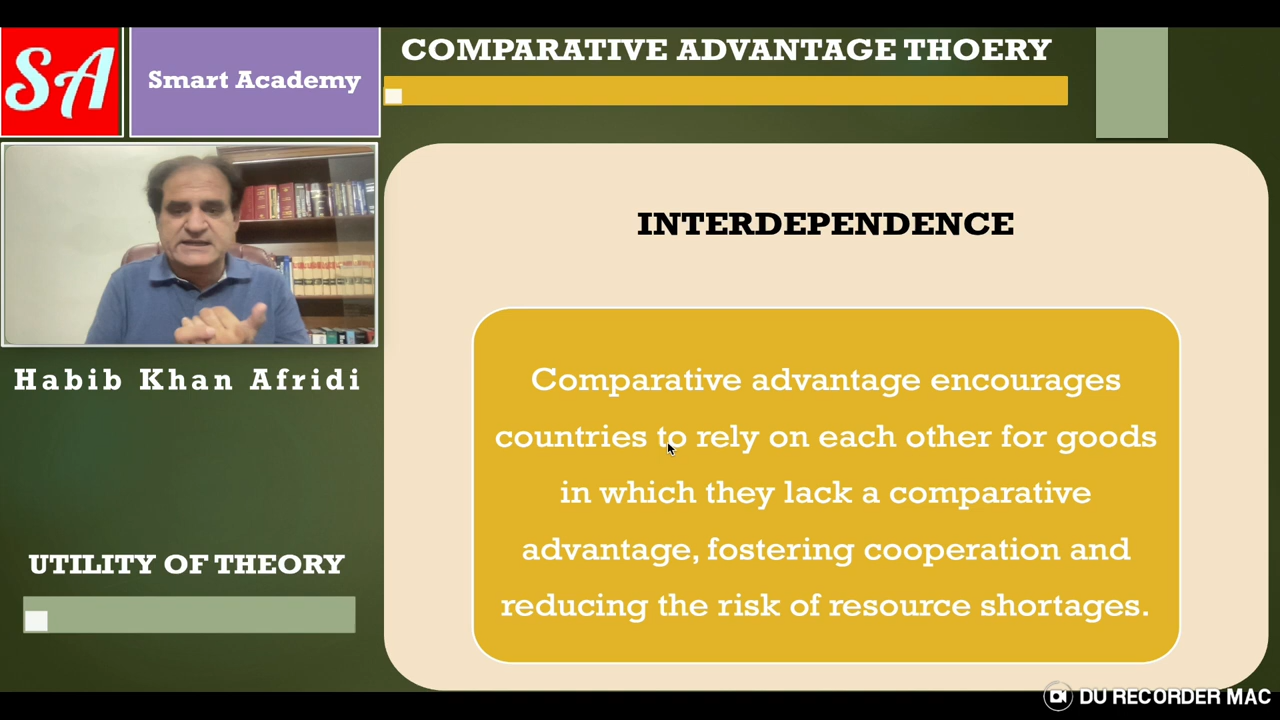 SA
Smart Academy
COMPARATIVE ADVANTAGE THOERY
Habib Khan Afridi
UTILITY OF THEORY
INTERDEPENDENCE
Comparative advantage encourages
countries to rely on each other for goods
in which they lack a comparative
advantage, fostering cooperation and
reducing the risk of resource shortages.
DU RECORDER MAC